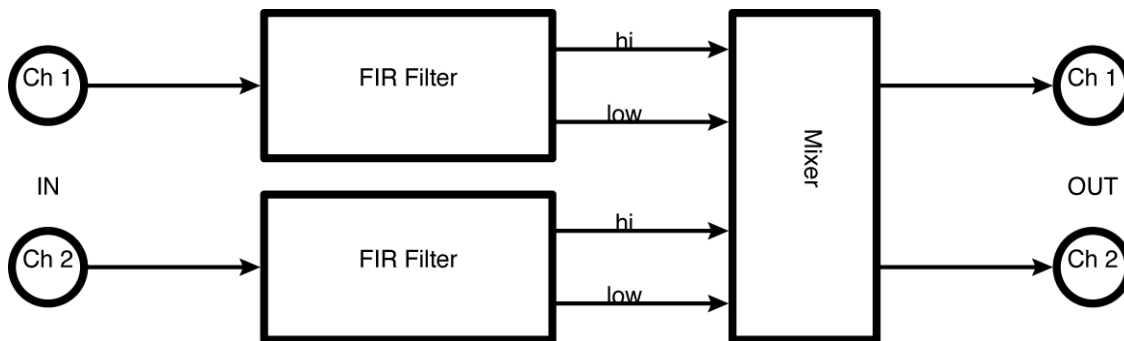 Ch 1
FIR Filter
hi
low
Mixer
Ch 1
IN
OUT
Ch 2
FIR Filter
hi
low
Ch 2